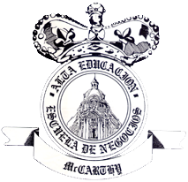 ALTA EDUCACION
ESCUELA DE NEGOCIOS
McCARTHY